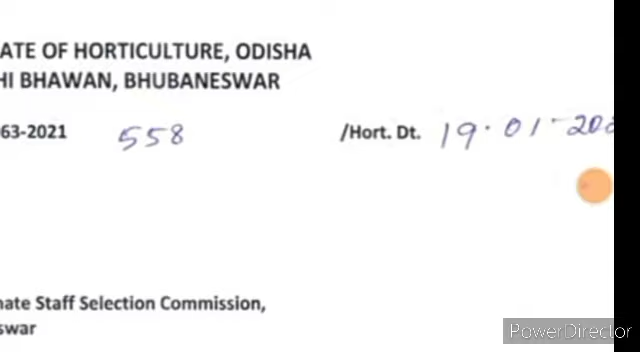 ATE OF HORTICULTURE, ODISHA
HI BHAWAN, BHUBANESWAR
63-2021 558 /Hort. Dt. 19.01-202
nate Staff Selection Commission,
swar
PowerDirector